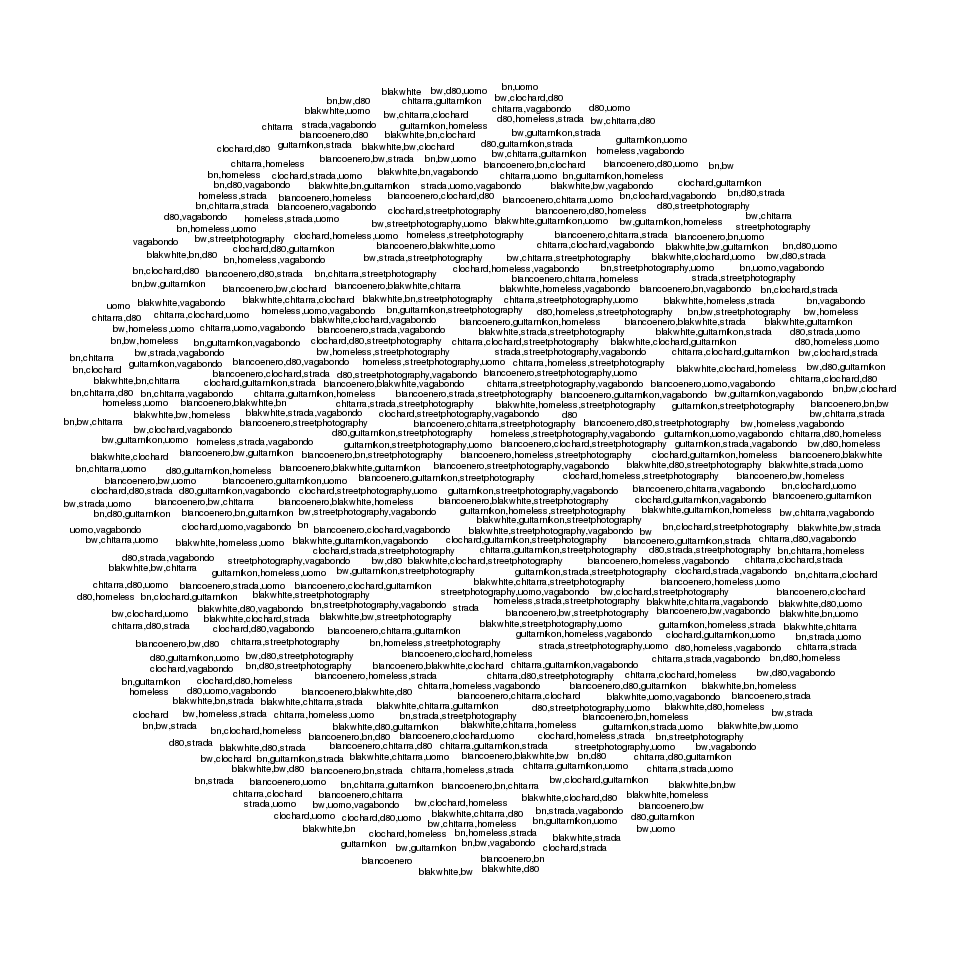 bn,uomo
blakwhite bw,d80,uomo
bn,bw,d80 chitarra,guitarnikon bw,clochard,d80
blakwhite,uomo chitarra,vagabondo d80,uomo
bw,chitarra,clochard d80,homeless,strada bw,chitarra,d80
chitarra strada,vagabondo guitarnikon,homeless
biancoenero,d80 blakwhite,bn,clochard bw,guitarnikon,strada
clochard,d80 guitarnikon,strada blakwhite,bw,clochard d80,guitarnikon,strada guitarnikon,uomo
bw,chitarra,guitarnikon homeless,vagabondo
chitarra,homeless biancoenero,bw,strada bn,bw,uomo biancoenero,bn,clochard biancoenero,d80,uomo bn,bw
bn,homeless clochard,strada,uomo blakwhite,bn,vagabondo chitarra,uomo bn,guitarnikon,homeless
bn,d80,vagabondo blakwhite,bn,guitarnikon strada,uomo,vagabondo blakwhite,bw,vagabondo clochard,guitarnikon
homeless,strada biancoenero,homeless biancoenero,clochard,d80 biancoenero,chitarra,uomo bn,clochard,vagabondo bn,d80,strada
bn,chitarra,strada biancoenero,vagabondo clochard,streetphotography biancoenero,d80,homeless d80,streetphotography
d80,vagabondo homeless,strada,uomo bw,streetphotography,uomo blakwhite,guitarnikon,uomo bw,guitarnikon,homeless bw,chitarra
bn,homeless,uomo streetphotography
vagabondo bw,streetphotography clochard,homeless,uomo homeless,streetphotography biancoenero,chitarra,strada biancoenero,bn,uomo
blakwhite,bn,d80 clochard,d80,guitarnikon biancoenero,blakwhite,uomo chitarra,clochard,vagabondo blakwhite,bw,guitarnikon bn,d80,uomo
bn,homeless,vagabondo bw,strada,streetphotography bw,chitarra,streetphotography blakwhite,clochard,uomo bw,d80,strada
bn,clochard,d80 biancoenero,d80,strada bn,chitarra,streetphotography clochard,homeless,vagabondo bn,streetphotography,uomo bn,uomo,vagabondo
bn,bw,guitarnikon biancoenero,bw,clochard biancoenero,blakwhite,chitarra biancoenero,chitarra,homeless strada,streetphotography
blakwhite,homeless,vagabondo biancoenero,bn,vagabondo bn,clochard,strada
uomo blakwhite,vagabondo blakwhite,chitarra,clochard blakwhite,bn,streetphotography chitarra,streetphotography,uomo blakwhite,homeless,strada bn,vagabondo
chitarra,d80 chitarra,clochard,uomo homeless,uomo,vagabondo bn,guitarnikon,streetphotography d80,homeless,streetphotography bn,bw,streetphotography bw,homeless
bw,homeless,uomo chitarra,uomo,vagabondo blakwhite,clochard,vagabondo biancoenero,guitarnikon,homeless biancoenero,blakwhite,strada blakwhite,guitarnikon
bn,bw,homeless bn,guitarnikon,vagabondo biancoenero,strada,vagabondo blakwhite,strada,streetphotography blakwhite,guitarnikon,strada d80,strada,uomo
clochard,d80,streetphotography chitarra,clochard,streetphotography blakwhite,clochard,guitarnikon d80,homeless,uomo
bn,chitarra bw,strada,vagabondo bw,homeless,streetphotography strada,streetphotography,vagabondo chitarra,clochard,guitarnikon bw,clochard,strada
bn,clochard guitarnikon,vagabondo biancoenero,d80,vagabondo homeless,streetphotography,uomo chitarra,homeless,streetphotography blakwhite,clochard,homeless bw,d80,guitarnikon
blakwhite,bn,chitarra biancoenero,clochard,strada d80,streetphotography,vagabondo biancoenero,streetphotography,uomo chitarra,clochard,d80
clochard,guitarnikon,strada biancoenero,blakwhite,vagabondo chitarra,streetphotography,vagabondo biancoenero,uomo,vagabondo bn,bw,clochard
bn,chitarra,d80 bn,chitarra,vagabondo chitarra,guitarnikon,homeless biancoenero,strada,streetphotography biancoenero,guitarnikon,vagabondo bw,guitarnikon,vagabondo
homeless,uomo biancoenero,blakwhite,bn chitarra,strada,streetphotography blakwhite,homeless,streetphotography guitarnikon,streetphotography biancoenero,bn,bw
bn,bw,chitarra blakwhite,bw,homeless blakwhite,strada,vagabondo clochard,streetphotography,vagabondo d80 bw,chitarra,strada
bw,clochard,vagabondo biancoenero,streetphotography biancoenero,chitarra,streetphotography biancoenero,d80,streetphotography bw,homeless,vagabondo
bw,guitarnikon,uomo homeless,strada,vagabondo d80,guitarnikon,streetphotography homeless,streetphotography,vagabondo guitarnikon,uomo,vagabondo chitarra,d80,homeless
blakwhite,clochard biancoenero,bw,guitarnikon biancoenero,bn,streetphotography guitarnikon,streetphotography,uomo biancoenero,homeless,streetphotography biancoenero,clochard,streetphotography clochard,guitarnikon,homeless guitarnikon,strada,vagabondo biancoenero,blakwhite
bn,chitarra,uomo d80,guitarnikon,homeless biancoenero,blakwhite,guitarnikon biancoenero,streetphotography,vagabondo blakwhite,d80,streetphotography blakwhite,strada,uomo
biancoenero,bw,uomo biancoenero,guitarnikon,uomo biancoenero,guitarnikon,streetphotography clochard,homeless,streetphotography biancoenero,bw,homeless
clochard,d80,strada d80,guitarnikon,vagabondo clochard,streetphotography,uomo guitarnikon,streetphotography,vagabondo biancoenero,chitarra,vagabondo bn,clochard,uomo
bw,strada,uomo biancoenero,bw,chitarra biancoenero,blakwhite,homeless biancoenero,blakwhite,streetphotography clochard,guitarnikon,vagabondo biancoenero,guitarnikon
bn,d80,guitarnikon bn,uomo,guitarnikon bw,streetphotography,vagabondo guitarnikon,homeless,streetphotography blakwhite,guitarnikon,homeless bw,chitarra,vagabondo
uomo,vagabondo clochard,uomo,vagabondo bn biancoenero,clochard,vagabondo blakwhite,guitarnikon,streetphotography blakwhite,streetphotography,vagabondo bw bn,clochard,streetphotography blakwhite,bw,strada
bw,chitarra,uomo blakwhite,homeless,uomo blakwhite,guitarnikon,vagabondo clochard,guitarnikon,streetphotography biancoenero,guitarnikon,strada chitarra,d80,vagabondo
clochard,strada,streetphotography chitarra,guitarnikon,streetphotography d80,strada,streetphotography bn,chitarra,homeless
d80,strada,vagabondo streetphotography,vagabondo bw,d80 blakwhite,clochard,streetphotography biancoenero,homeless,vagabondo chitarra,clochard,strada
blakwhite,bw,chitarra guitarnikon,homeless,uomo bw,guitarnikon,streetphotography guitarnikon,strada,streetphotography clochard,strada,vagabondo bn,chitarra,clochard
chitarra,d80,uomo biancoenero,strada,uomo biancoenero,clochard,guitarnikon blakwhite,chitarra,streetphotography biancoenero,homeless,uomo
d80,homeless bn,clochard,guitarnikon blakwhite,streetphotography streetphotography,uomo,vagabondo bw,clochard,streetphotography biancoenero,clochard
bw,clochard,uomo blakwhite,d80,vagabondo bn,streetphotography,vagabondo strada homeless,strada,streetphotography blakwhite,chitarra,vagabondo blakwhite,d80,uomo
blakwhite,clochard,strada blakwhite,bw,streetphotography biancoenero,bw,streetphotography biancoenero,bw,vagabondo blakwhite,bn,uomo
chitarra,d80,strada clochard,d80,vagabondo biancoenero,chitarra,guitarnikon blakwhite,streetphotography,uomo guitarnikon,homeless,strada blakwhite,chitarra
biancoenero,bw,d80 chitarra,streetphotography bn,homeless,streetphotography guitarnikon,homeless,vagabondo clochard,guitarnikon,uomo bn,strada,uomo
d80,guitarnikon,uomo bw,d80,streetphotography biancoenero,clochard,homeless strada,streetphotography,uomo d80,homeless,vagabondo chitarra,strada
clochard,vagabondo bn,d80,streetphotography biancoenero,blakwhite,clochard chitarra,guitarnikon,vagabondo chitarra,strada,vagabondo bn,d80,homeless
bn,guitarnikon clochard,d80,homeless biancoenero,homeless,strada chitarra,d80,streetphotography chitarra,clochard,homeless bw,d80,vagabondo
homeless d80,uomo,vagabondo biancoenero,blakwhite,d80 chitarra,homeless,vagabondo biancoenero,d80,guitarnikon blakwhite,bn,homeless
blakwhite,bn,strada blakwhite,chitarra,strada blakwhite,chitarra,guitarnikon biancoenero,chitarra,clochard blakwhite,uomo,vagabondo biancoenero,strada
clochard bw,homeless,strada chitarra,homeless,uomo bn,strada,streetphotography d80,streetphotography,uomo blakwhite,d80,homeless bw,strada
bn,bw,strada bn,clochard,homeless blakwhite,d80,guitarnikon blakwhite,chitarra,homeless biancoenero,bn,homeless guitarnikon,strada,uomo blakwhite,bw,uomo
d80,strada blakwhite,d80,strada biancoenero,bn,d80 biancoenero,clochard,uomo clochard,homeless,strada bn,streetphotography
biancoenero,chitarra,d80 chitarra,guitarnikon,strada streetphotography,uomo bw,vagabondo
bw,clochard bn,guitarnikon,strada blakwhite,chitarra,uomo biancoenero,blakwhite,bw bn,d80 chitarra,d80,guitarnikon
blakwhite,bw,d80 biancoenero,bn,strada chitarra,homeless,strada chitarra,guitarnikon,uomo chitarra,strada,uomo
bn,strada biancoenero,uomo bn,chitarra,guitarnikon biancoenero,bn,chitarra bw,clochard,guitarnikon blakwhite,bn,bw
chitarra,clochard biancoenero,chitarra blakwhite,clochard,d80 blakwhite,homeless
strada,uomo bw,uomo,vagabondo bw,clochard,homeless bn,strada,vagabondo biancoenero,bw
clochard,uomo clochard,d80,uomo blakwhite,chitarra,d80 bn,guitarnikon,uomo d80,guitarnikon
blakwhite,bn clochard,homeless bw,chitarra,homeless bn,homeless,strada blakwhite,strada bw,uomo
guitarnikon bw,guitarnikon bn,bw,vagabondo clochard,strada
biancoenero biancoenero,bn
blakwhite,bw blakwhite,d80